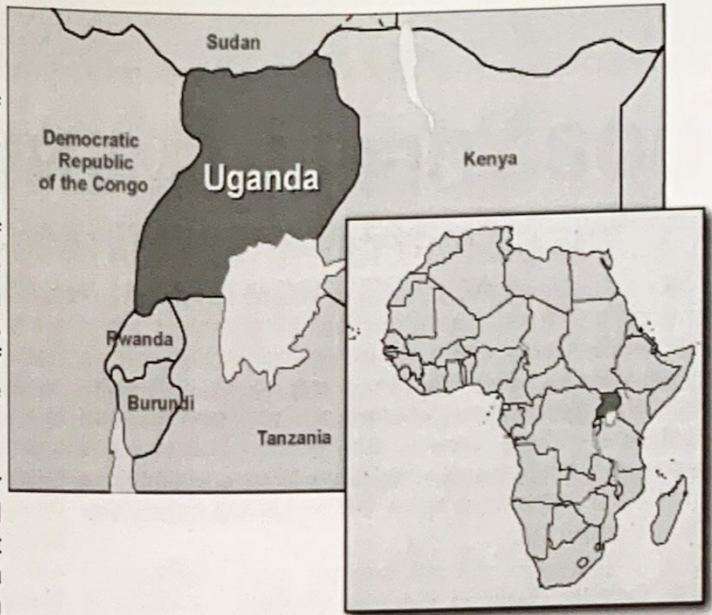 Sudan
Democratic
Republic
of the Congo
Uganda
Kenya
Rwanda
Burundi
Tanzania